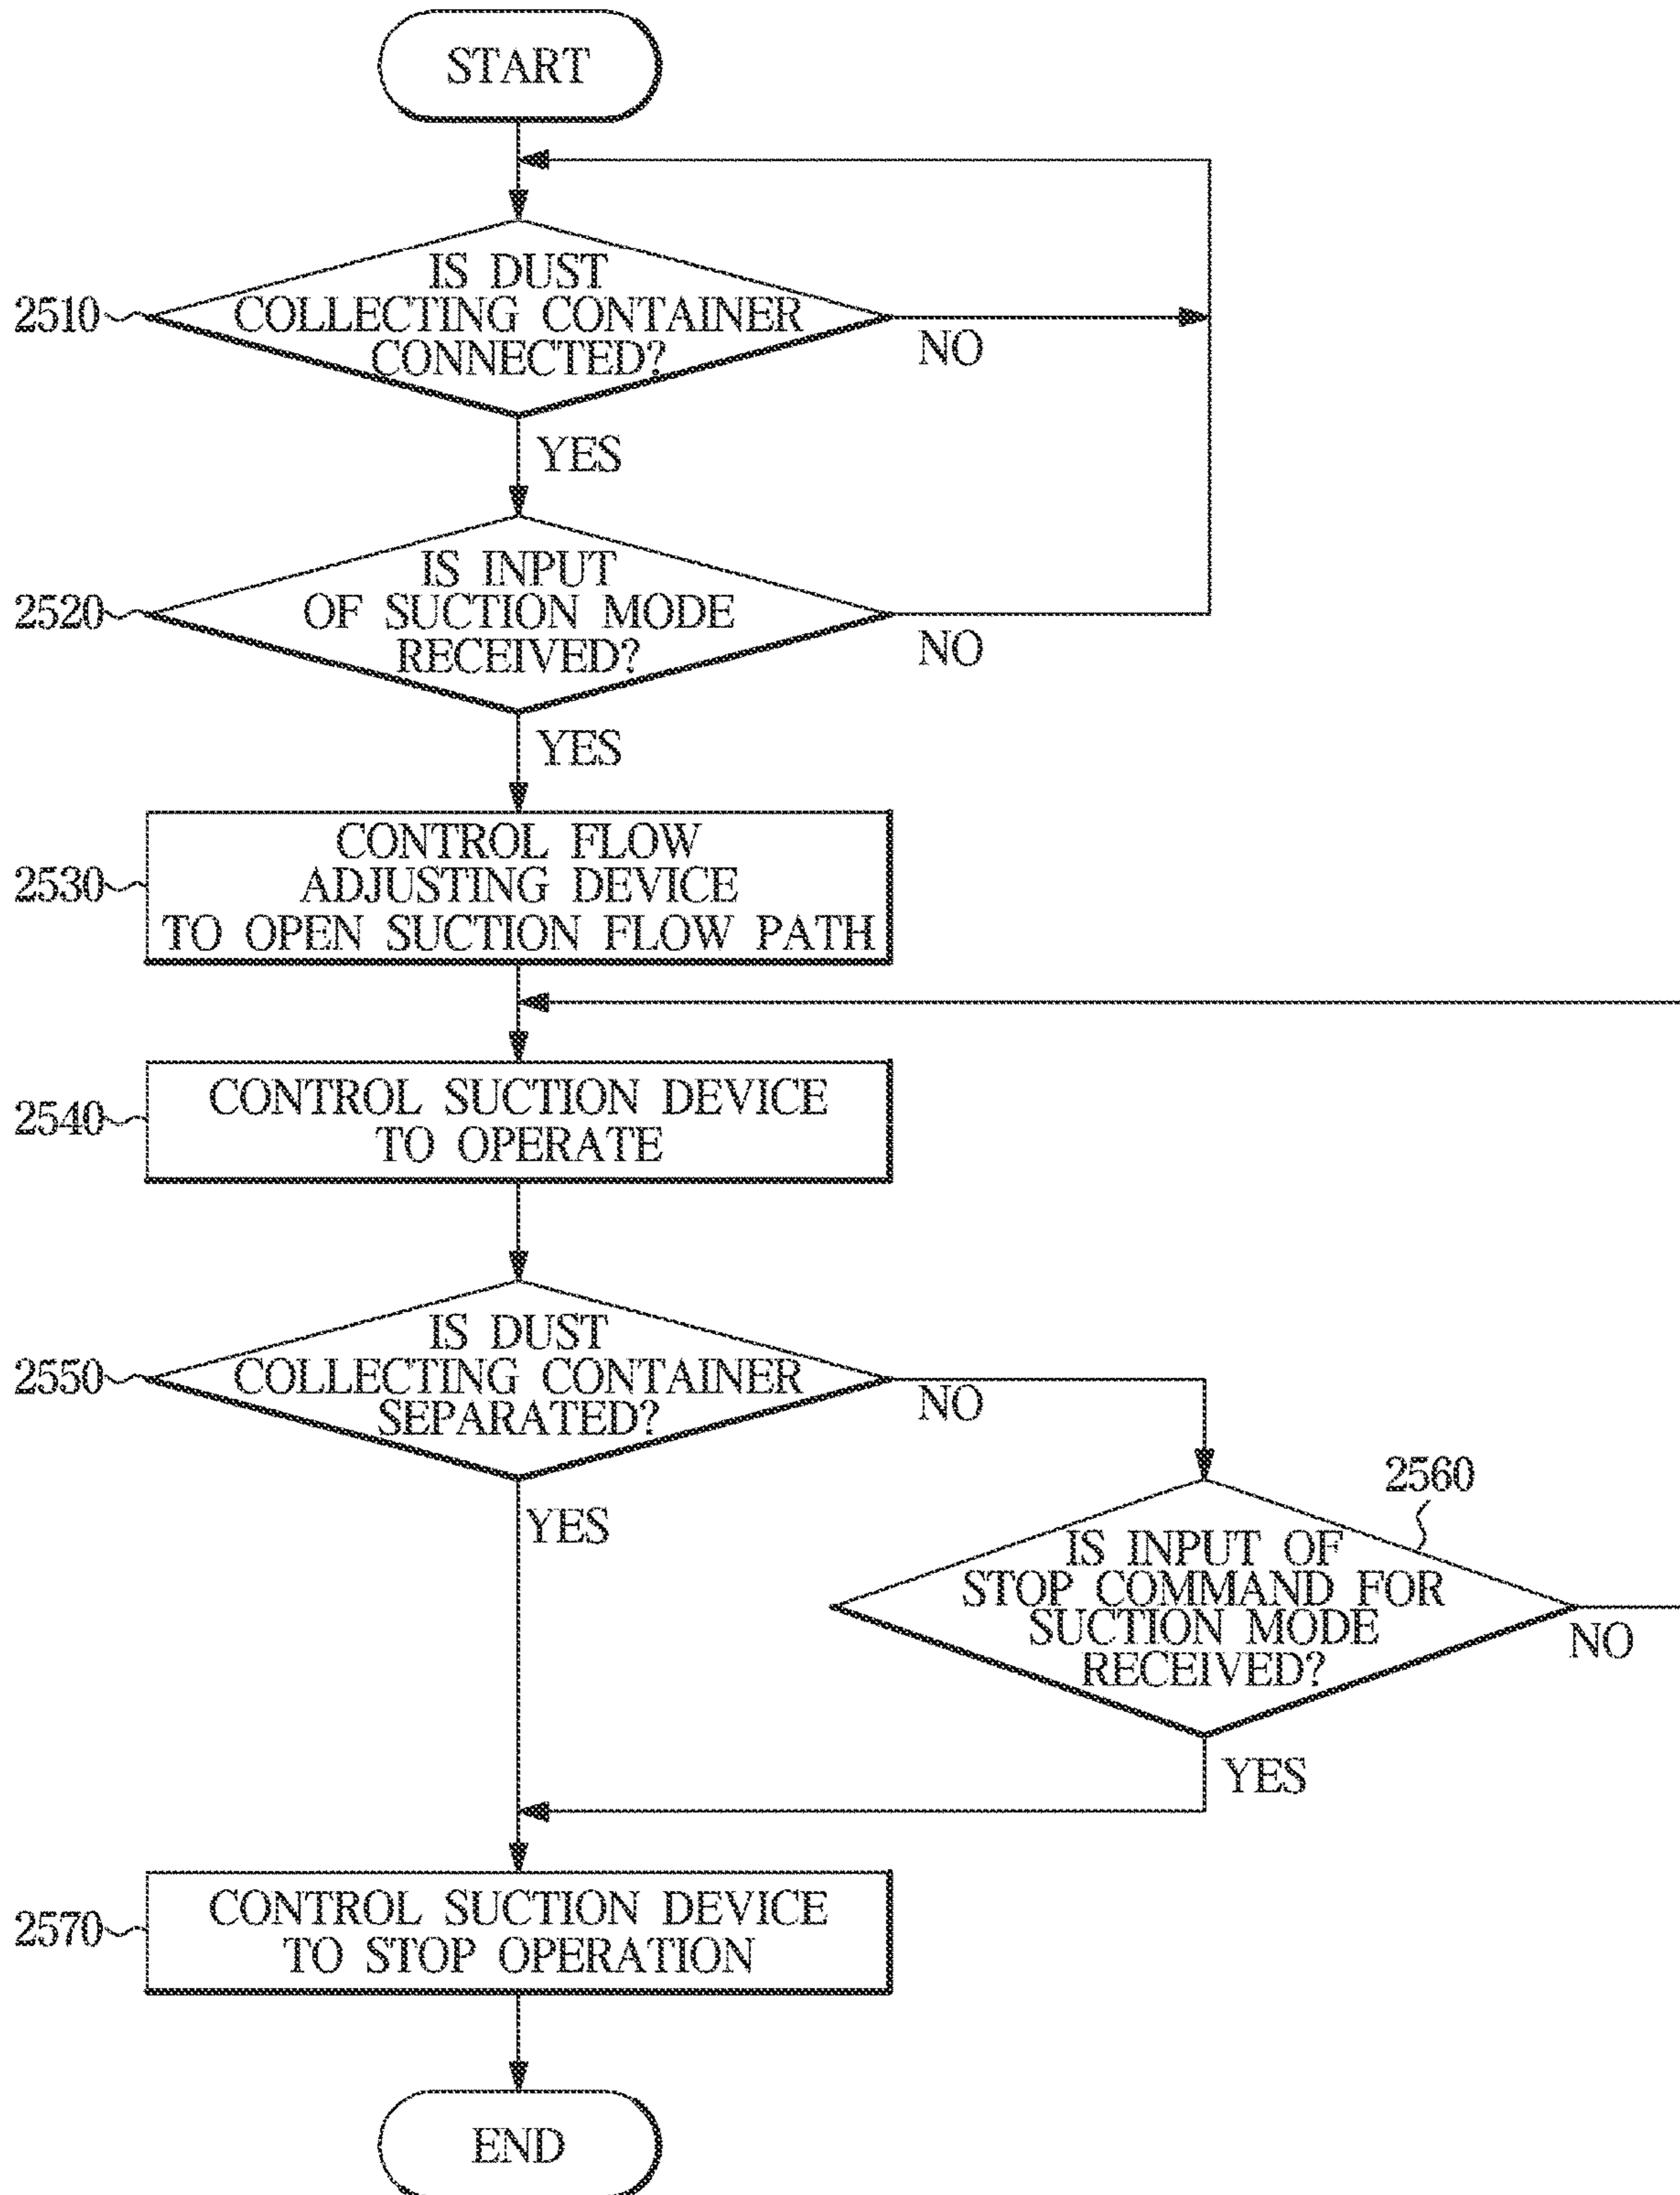 START
IS DUST
COLLECTING CONTAINER
CONNECTED?
2510
NO
YES
IS INPUT
OF SUCTION MODE
RECEIVED?
2520
NO
YES
CONTROL FLOW
ADJUSTING DEVICE
TO OPEN SUCTION FLOW PATH
2530
CONTROL SUCTION DEVICE
TO OPERATE
2540
IS DUST
COLLECTING CONTAINER
SEPARATED?
2550
NO
YES
2560
IS INPUT OF
STOP COMMAND FOR
SUCTION MODE
RECEIVED?
NO
YES
CONTROL SUCTION DEVICE
TO STOP OPERATION
2570
END